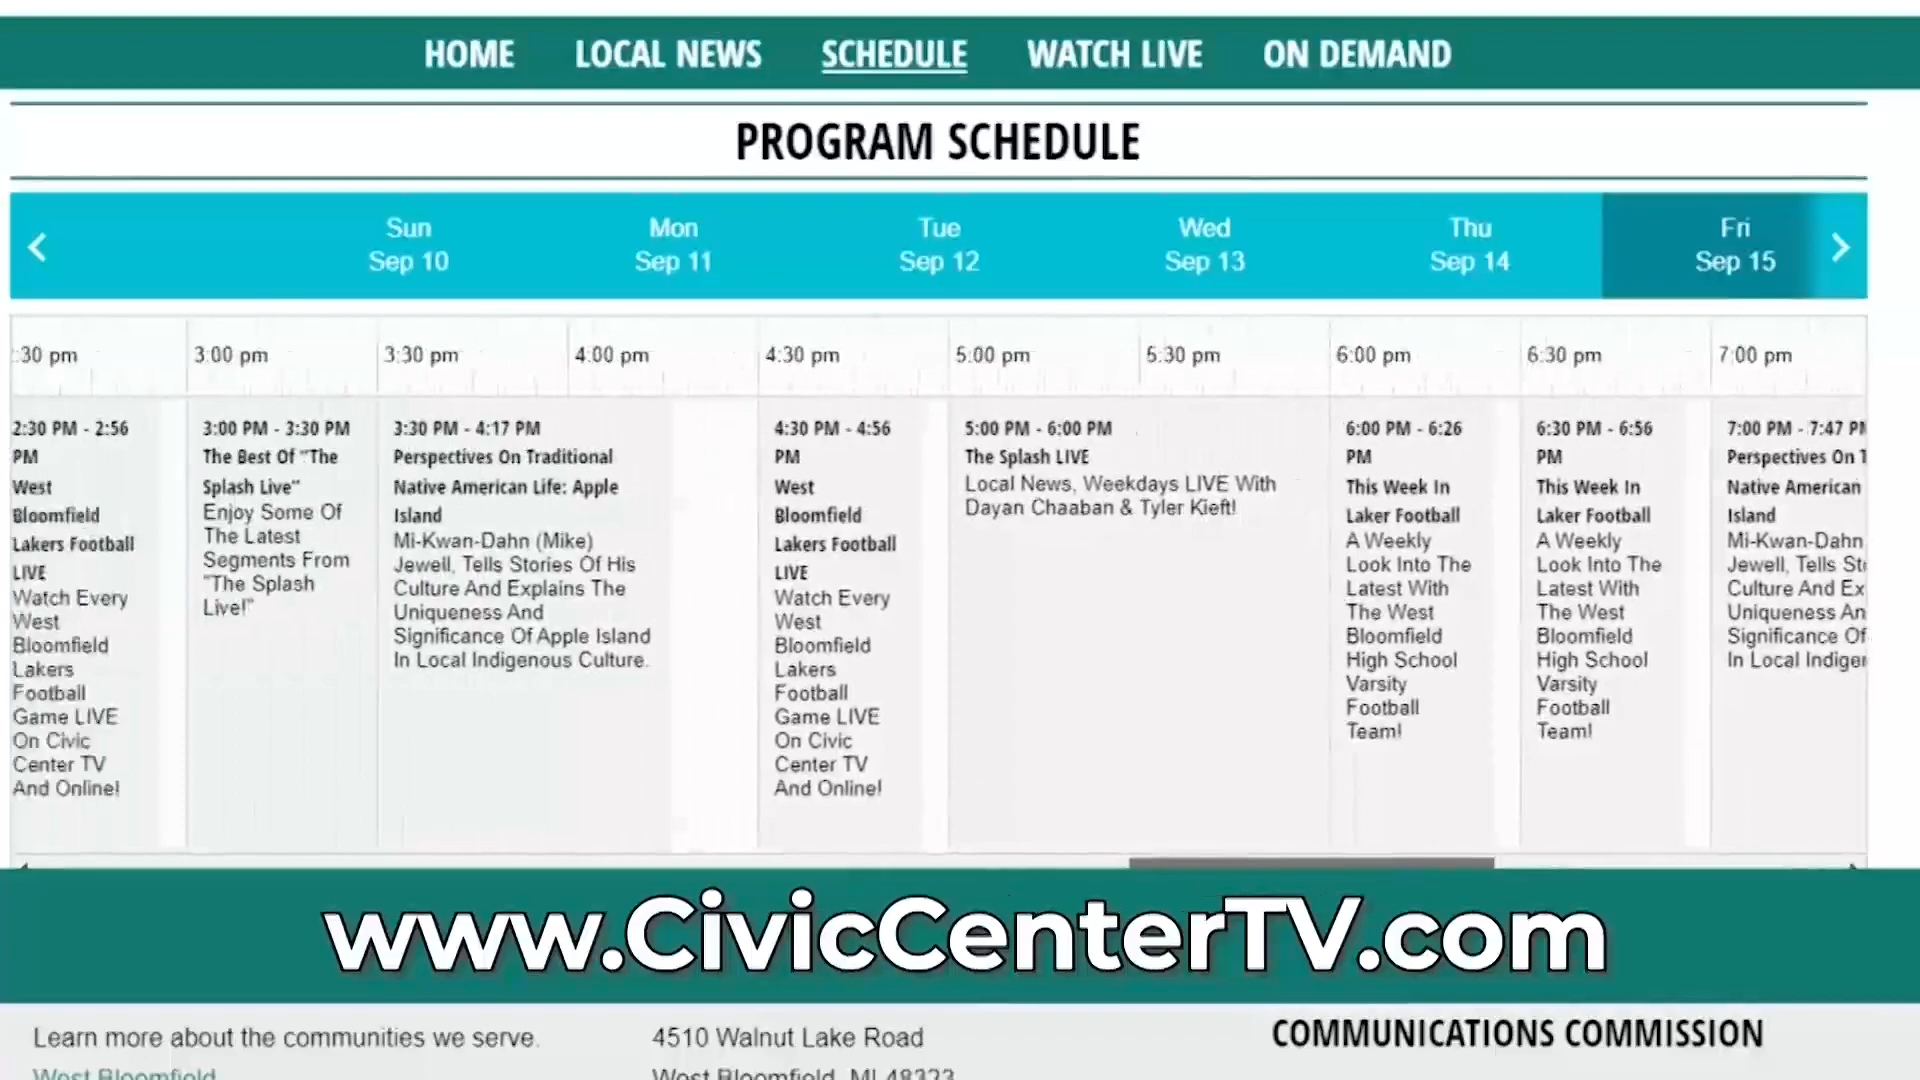 HOME LOCAL NEWS SCHEDULE WATCH LIVE ON DEMAND
PROGRAM SCHEDULE
Sun Mon Tue Wed Thu Fri
Sep 10 Sep 11 Sep 12 Sep 13 Sep 14 Sep 15
:30 pm 3:00 pm 3:30 pm 4:00 pm 4:30 pm 5:00 pm 5:30 pm 6:00 pm 6:30 pm 7:00 pm
2:30 PM - 2:56
PM
West
Bloomfield
Lakers Football
LIVE
Watch Every
West
Bloomfield
Lakers
Football
Game LIVE
On Civic
Center TV
And Online!
3:00 PM - 3:30 PM
The Best Of "The
Splash Live"
Enjoy Some Of
The Latest
Segments From
"The Splash
Live!"
3:30 PM - 4:17 PM
Perspectives On Traditional
Native American Life: Apple
Island
Mi-Kwan-Dahn (Mike)
Jewell, Tells Stories Of His
Culture And Explains The
Uniqueness And
Significance Of Apple Island
In Local Indigenous Culture.
4:30 PM - 4:56
PM
West
Bloomfield
Lakers Football
LIVE
Watch Every
West
Bloomfield
Lakers
Football
Game LIVE
On Civic
Center TV
And Online!
5:00 PM - 6:00 PM
The Splash LIVE
Local News, Weekdays LIVE With
Dayan Chaaban & Tyler Kieft!
6:00 PM - 6:26
PM
This Week In
Laker Football
A Weekly
Look Into The
Latest With
The West
Bloomfield
High School
Varsity
Football
Team!
6:30 PM - 6:56
PM
This Week In
Laker Football
A Weekly
Look Into The
Latest With
The West
Bloomfield
High School
Varsity
Football
Team!
7:00 PM - 7:47 PM
Perspectives On
Native American
Island
Mi-Kwan-Dahn
Jewell, Tells
Culture And
Uniqueness
Significance Of
In Local
www.CivicCenterTV.com
Learn more about the communities we serve.
West Bloomfield
4510 Walnut Lake Road
West Bloomfield, MI 48323
COMMUNICATIONS COMMISSION